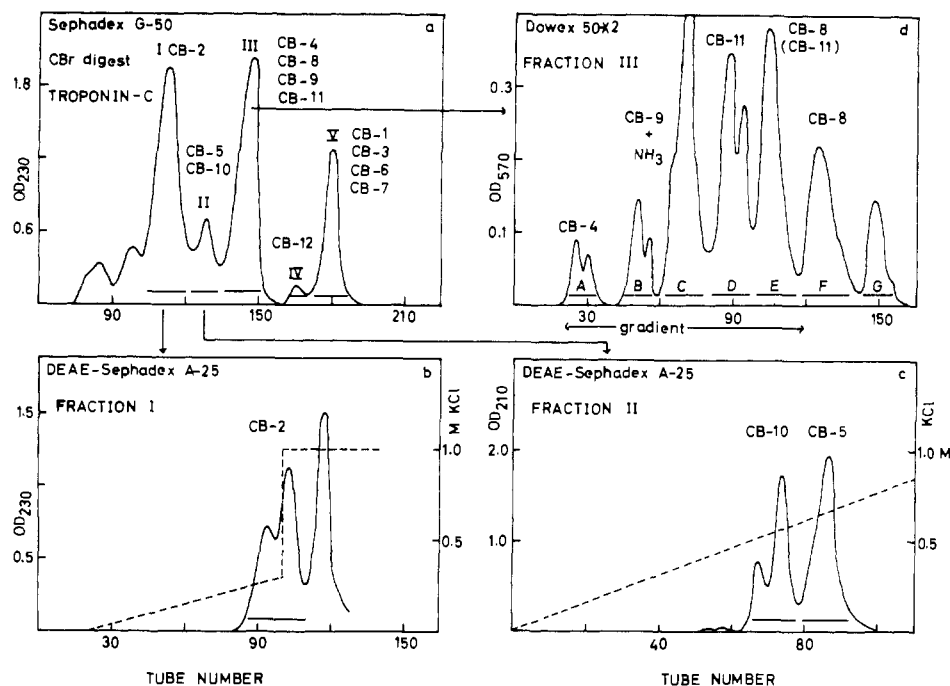 Sephadex G-50
a
CBr digest
TROPONIN-C
I CB-2
III CB-4
CB-8
CB-9
CB-11
CB-5
CB-10
II
V CB-1
CB-3
CB-6
CB-7
CB-12
IV
OD230
1.8
0.6
90 150 210
Dowex 50X2
d
FRACTION III
CB-11
CB-8
(CB-11)
CB-9
+
NH3
CB-8
CB-4
OD570
0.3
0.1
A B C D E F G
30 90 150
gradient
DEAE-Sephadex A-25
b
FRACTION I
CB-2
OD230
1.5
0.5
M KCl
1.0
0.5
30 90 150
TUBE NUMBER
DEAE-Sephadex A-25
c
FRACTION II
CB-10 CB-5
OD210
2.0
1.0
KCl
1.0 M
0.5
40 80
TUBE NUMBER